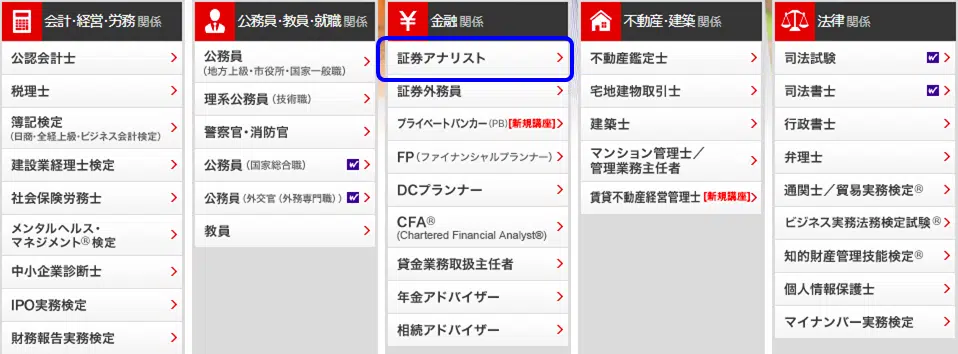 会計・経営・労務 関係
公認会計士
税理士
簿記検定
(日商・全経上級・ビジネス会計検定)
建設業経理士検定
社会保険労務士
メンタルヘルス・
マネジメント®検定
中小企業診断士
IPO実務検定
財務報告実務検定
公務員・教員・就職 関係
公務員
(地方上級・市役所・国家一般職)
理系公務員(技術職)
警察官・消防官
公務員(国家総合職) W
公務員(外交官(外務専門職)) W
教員
¥ 金融 関係
証券アナリスト
証券外務員
プライベートバンカー(PB)[新規講座]
FP(ファイナンシャルプランナー)
DCプランナー
CFA®
(Chartered Financial Analyst®)
貸金業務取扱主任者
年金アドバイザー
相続アドバイザー
不動産・建築 関係
不動産鑑定士
宅地建物取引士
建築士
マンション管理士/
管理業務主任者
賃貸不動産経営管理士 [新規講座]
法律 関係
司法試験 W
司法書士 W
行政書士
弁理士
通関士/貿易実務検定®
ビジネス実務法務検定試験®
知的財産管理技能検定®
個人情報保護士
マイナンバー実務検定